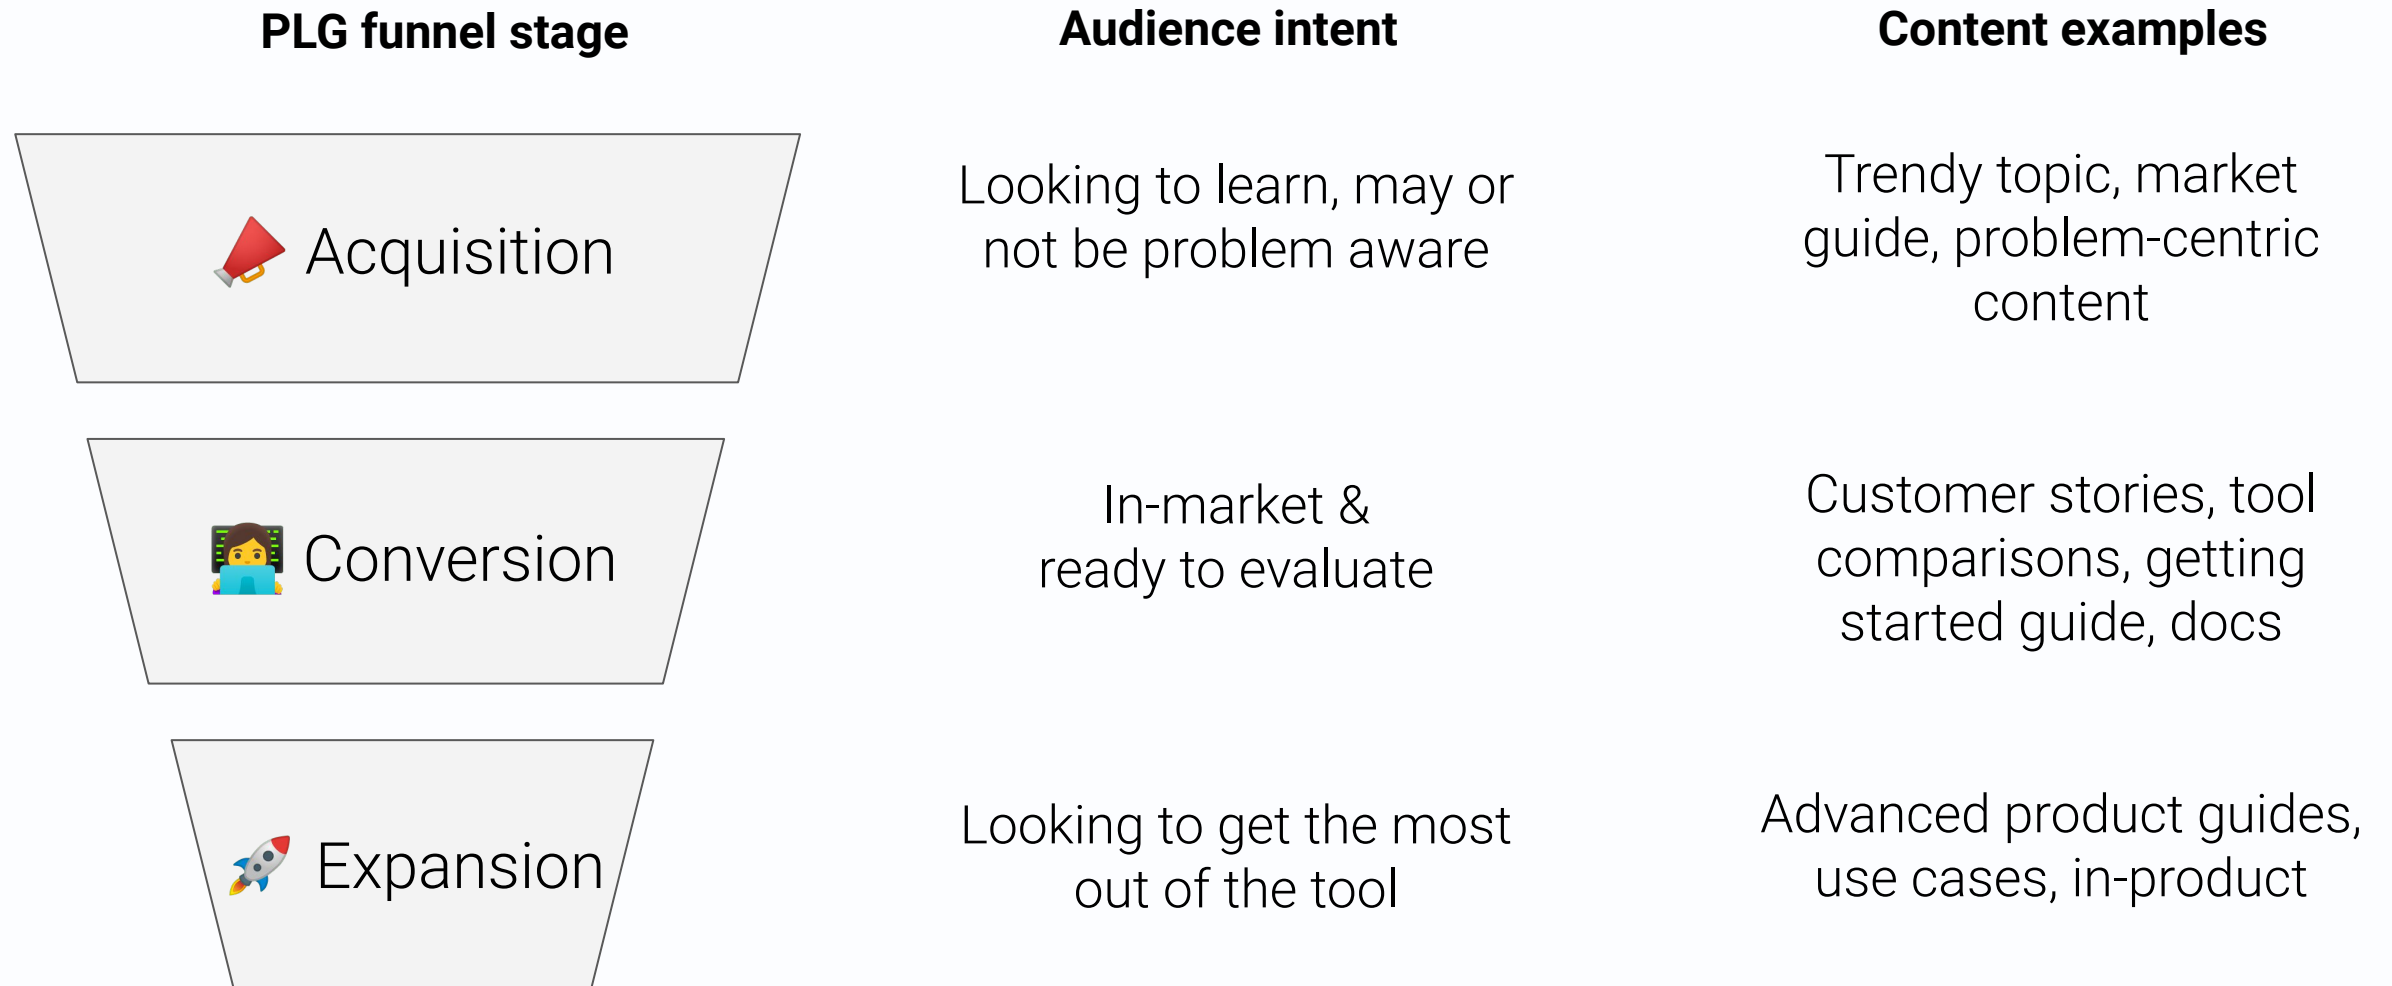 PLG funnel stage
Audience intent
Content examples
Acquisition
Looking to learn, may or
not be problem aware
Trendy topic, market
guide, problem-centric
content
Conversion
In-market &
ready to evaluate
Customer stories, tool
comparisons, getting
started guide, docs
Expansion
Looking to get the most
out of the tool
Advanced product guides,
use cases, in-product